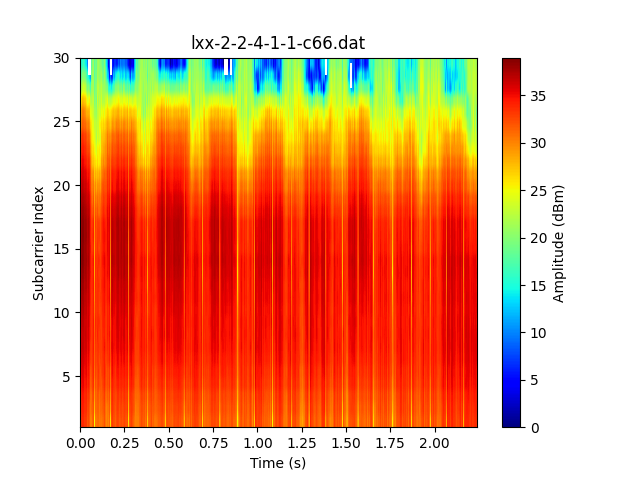 lxx-2-2-4-1-1-c66.dat
30
25
20
15
10
5
Subcarrier Index
0.00 0.25 0.50 0.75 1.00 1.25 1.50 1.75 2.00
Time (s)
35
30
25
20
15
10
5
0
Amplitude (dBm)